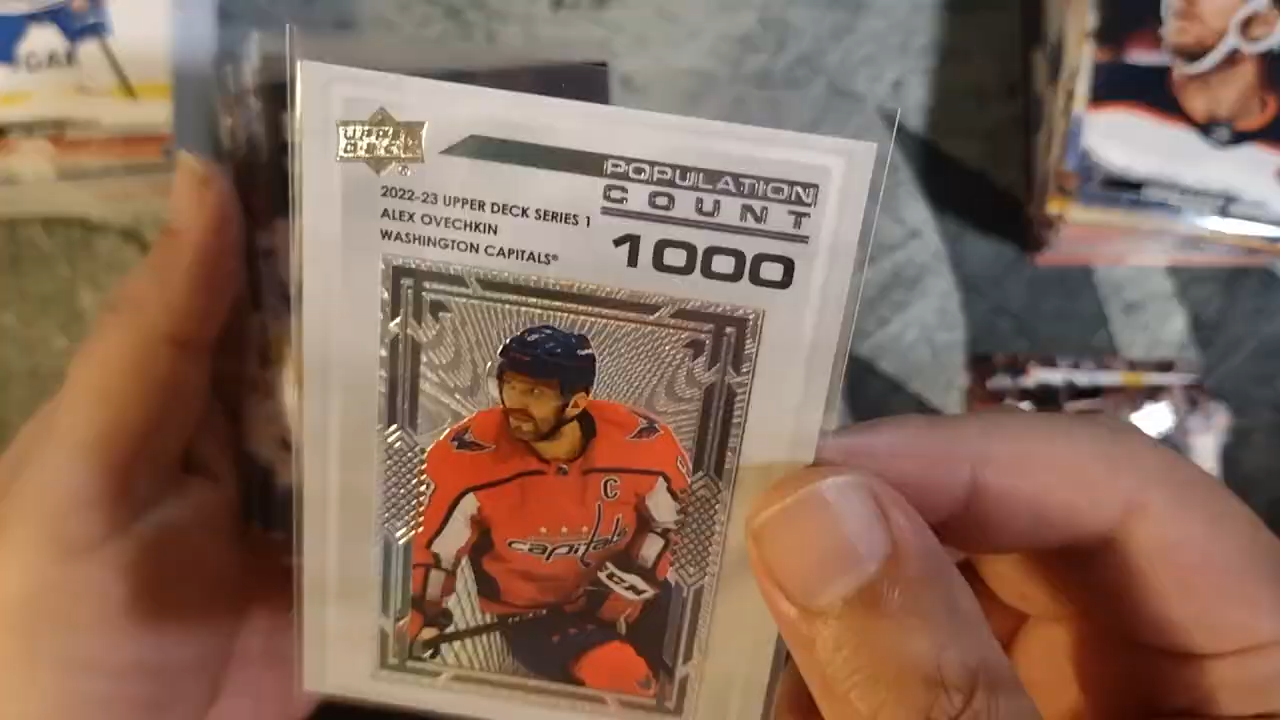 UPPER
DECK
®
POPULATION
COUNT
1000
2022-23 UPPER DECK SERIES 1
ALEX OVECHKIN
WASHINGTON CAPITALS®
C
capitals
CCM